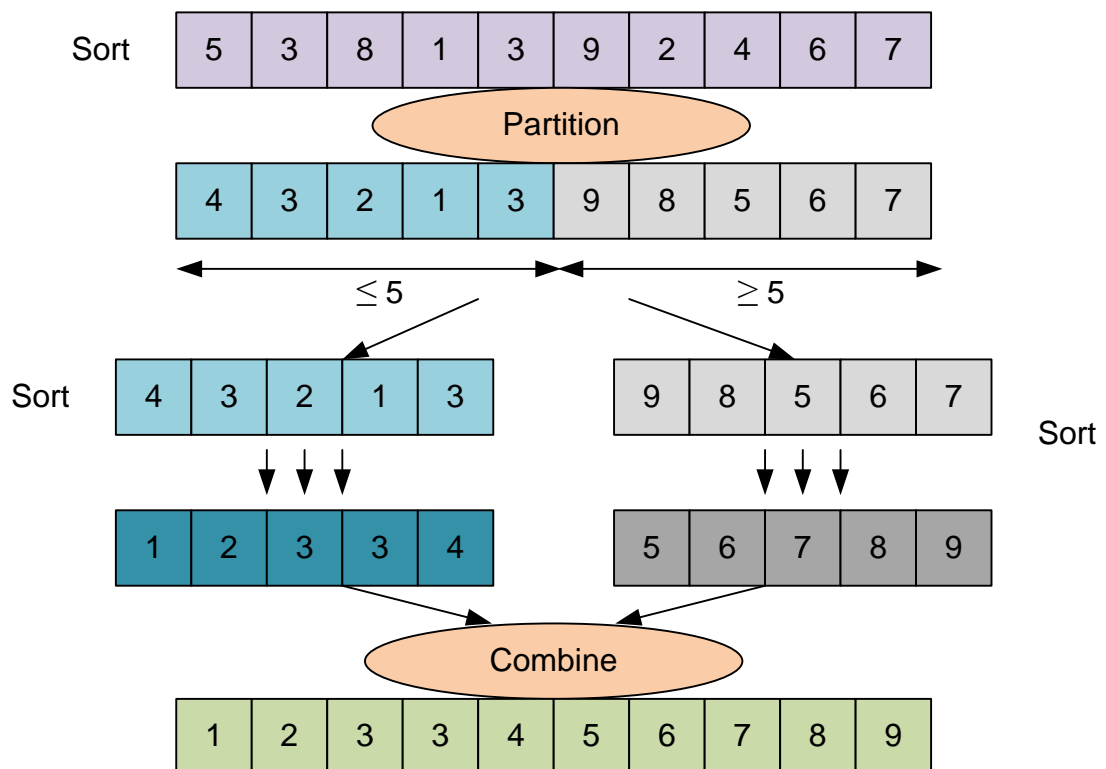 Sort 5 3 8 1 3 9 2 4 6 7
Partition
4 3 2 1 3 9 8 5 6 7
≤ 5 ≥ 5
Sort 4 3 2 1 3 9 8 5 6 7
Sort
1 2 3 3 4 5 6 7 8 9
Combine
1 2 3 3 4 5 6 7 8 9